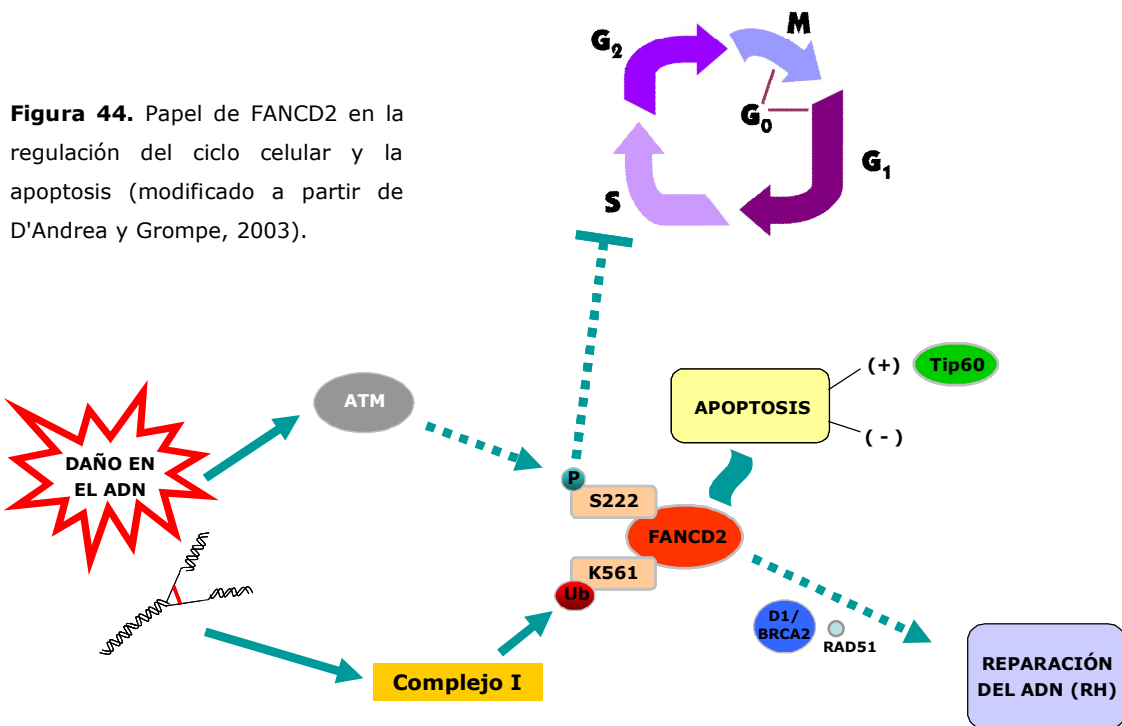 Figura 44. Papel de FANCD2 en la
regulación del ciclo celular y la
apoptosis (modificado a partir de
D'Andrea y Grompe, 2003).
G2
M
G0
G1
S
DAÑO EN
EL ADN
ATM
P
S222
FANCD2
K561
Ub
Complejo I
APOPTOSIS
(+)
Tip60
( - )
D1/
BRCA2
RAD51
REPARACIÓN
DEL ADN (RH)